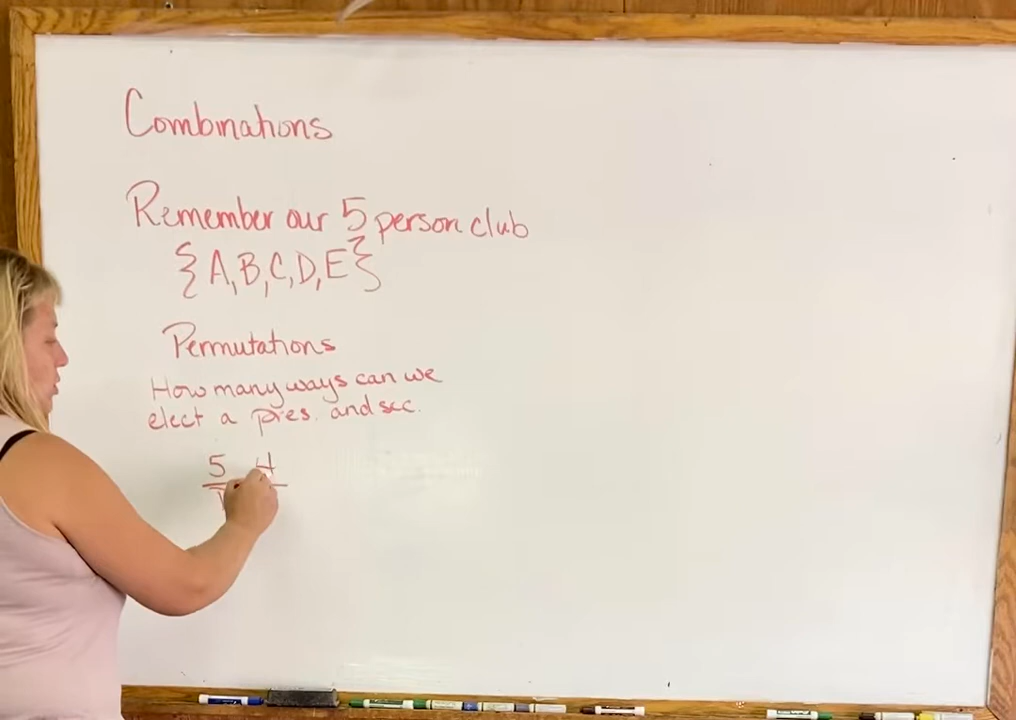 Combinations
Remember our 5 person club
{A,B,C,D,E}
Permutations
How many ways can we
elect a pres. and sec.
5 4